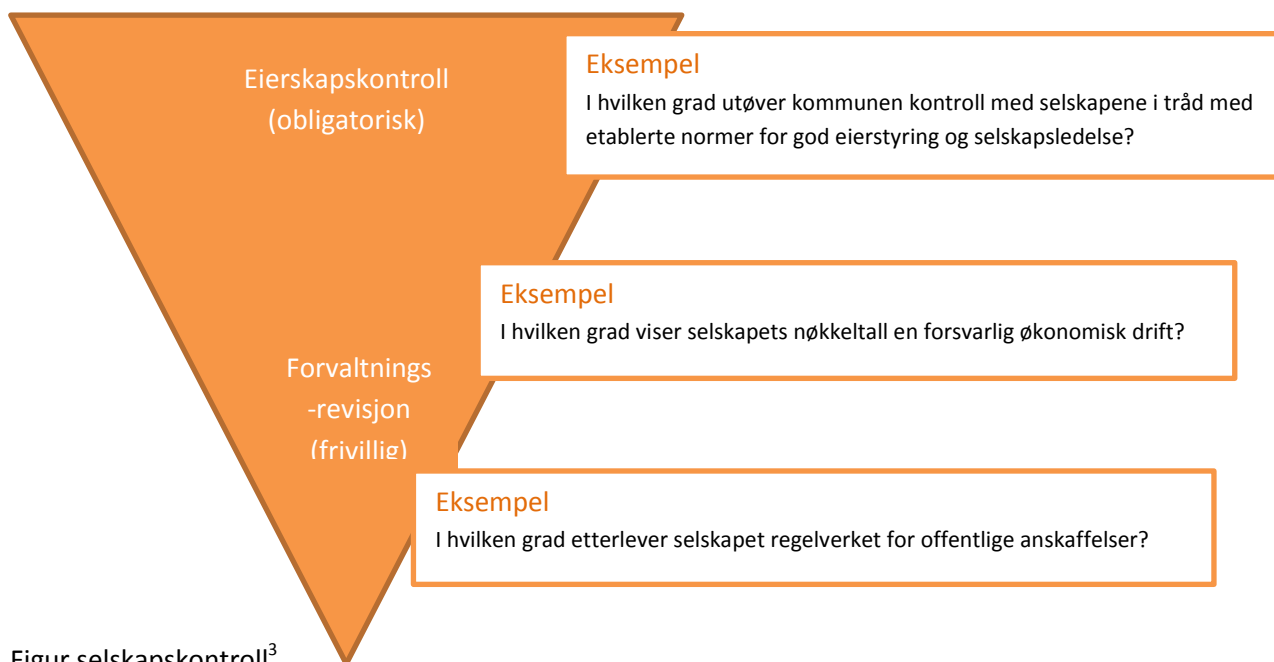 Eierskapskontroll
(obligatorisk)
Eksempel
I hvilken grad utøver kommunen kontroll med selskapene i tråd med
etablerte normer for god eierstyring og selskapsledelse?
Eksempel
I hvilken grad viser selskapets nøkkeltall en forsvarlig økonomisk drift?
Forvaltnings
-revisjon
(frivillig)
Eksempel
I hvilken grad etterlever selskapet regelverket for offentlige anskaffelser?
Figur selskapskontroll³